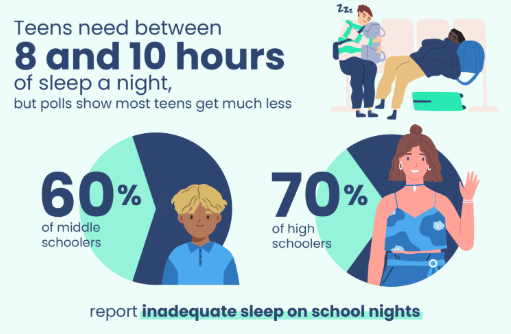 Teens need between
8 and 10 hours
of sleep a night,
but polls show most teens get much less
zzz
60%
of middle
schoolers
70%
of high
schoolers
report inadequate sleep on school nights